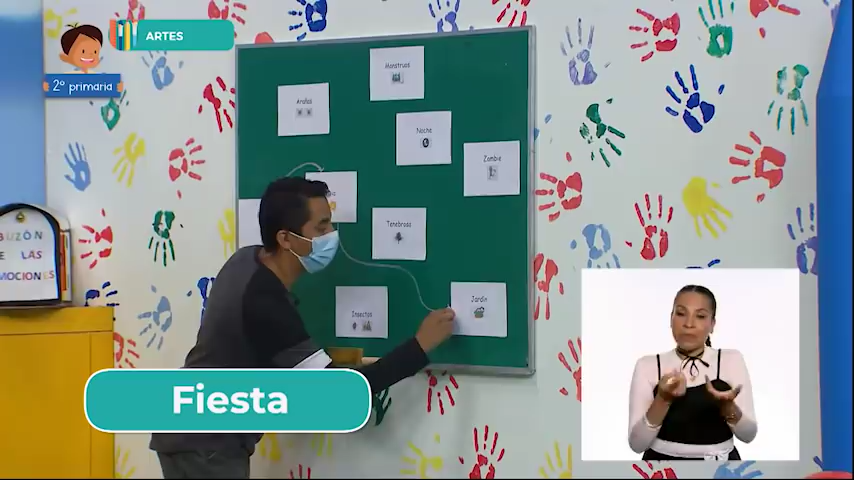 ARTES
2° primaria
Monstruos
Arañas
Noche
Zombie
Tenebroso
Jardín
Insectos
BUZÓN
DE LAS
EMOCIONES
Fiesta